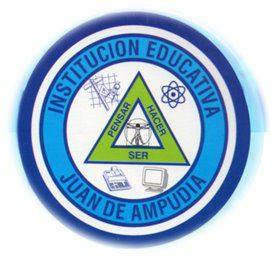 INSTITUCION EDUCATIVA
PENSAR
HACER
SER
JUAN DE AMPUDIA